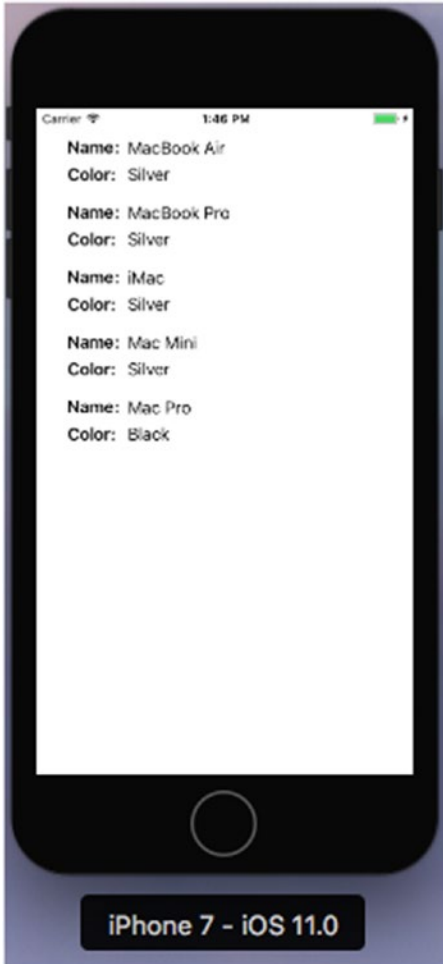 Carrier 1:46 PM
Name: MacBook Air
Color: Silver
Name: MacBook Pro
Color: Silver
Name: iMac
Color: Silver
Name: Mac Mini
Color: Silver
Name: Mac Pro
Color: Black
iPhone 7 - iOS 11.0